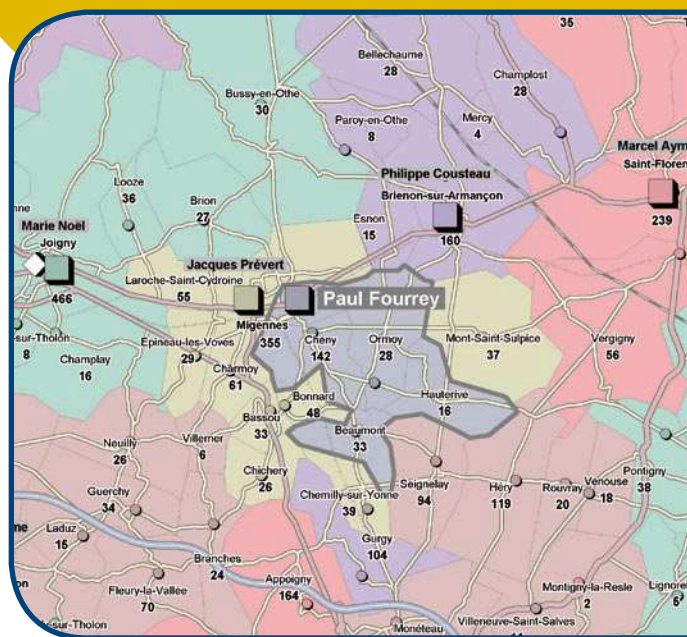 35
Bellechaume
28
Champlost
28
Bussy-en-Othe
30
Paroy-en-Othe
8
Mercy
4
Marcel Aym
Saint-Floren
239
Philippe Cousteau
Brienon-sur-Armançon
160
Looze
36
Brion
27
Esnon
15
Marie Noël
Joigny
466
Jacques Prévert
Laroche-Saint-Cydroine
55
Paul Fourrey
Migennes
355
Cheny
142
Ormoy
28
Mont-Saint-Sulpice
37
Vergigny
56
-sur-Tholon
8
Champlay
16
Epineau-les-Voves
29
Charmoy
61
Bonnard
48
Hauterive
16
Bassou
33
Beaumont
33
Neuilly
26
Villemer
6
Chichery
26
Chemilly-sur-Yonne
39
Seignelay
94
Héry
119
Rouvray
20
Venouse
18
Pontigny
38
Guerchy
34
Laduz
15
Gurgy
104
Branches
24
Fleury-la-Vallée
70
Appoigny
164
Montigny-la-Resle
2
Lignorel
5
-sur-Tholon
Monéteau
Villeneuve-Saint-Salves